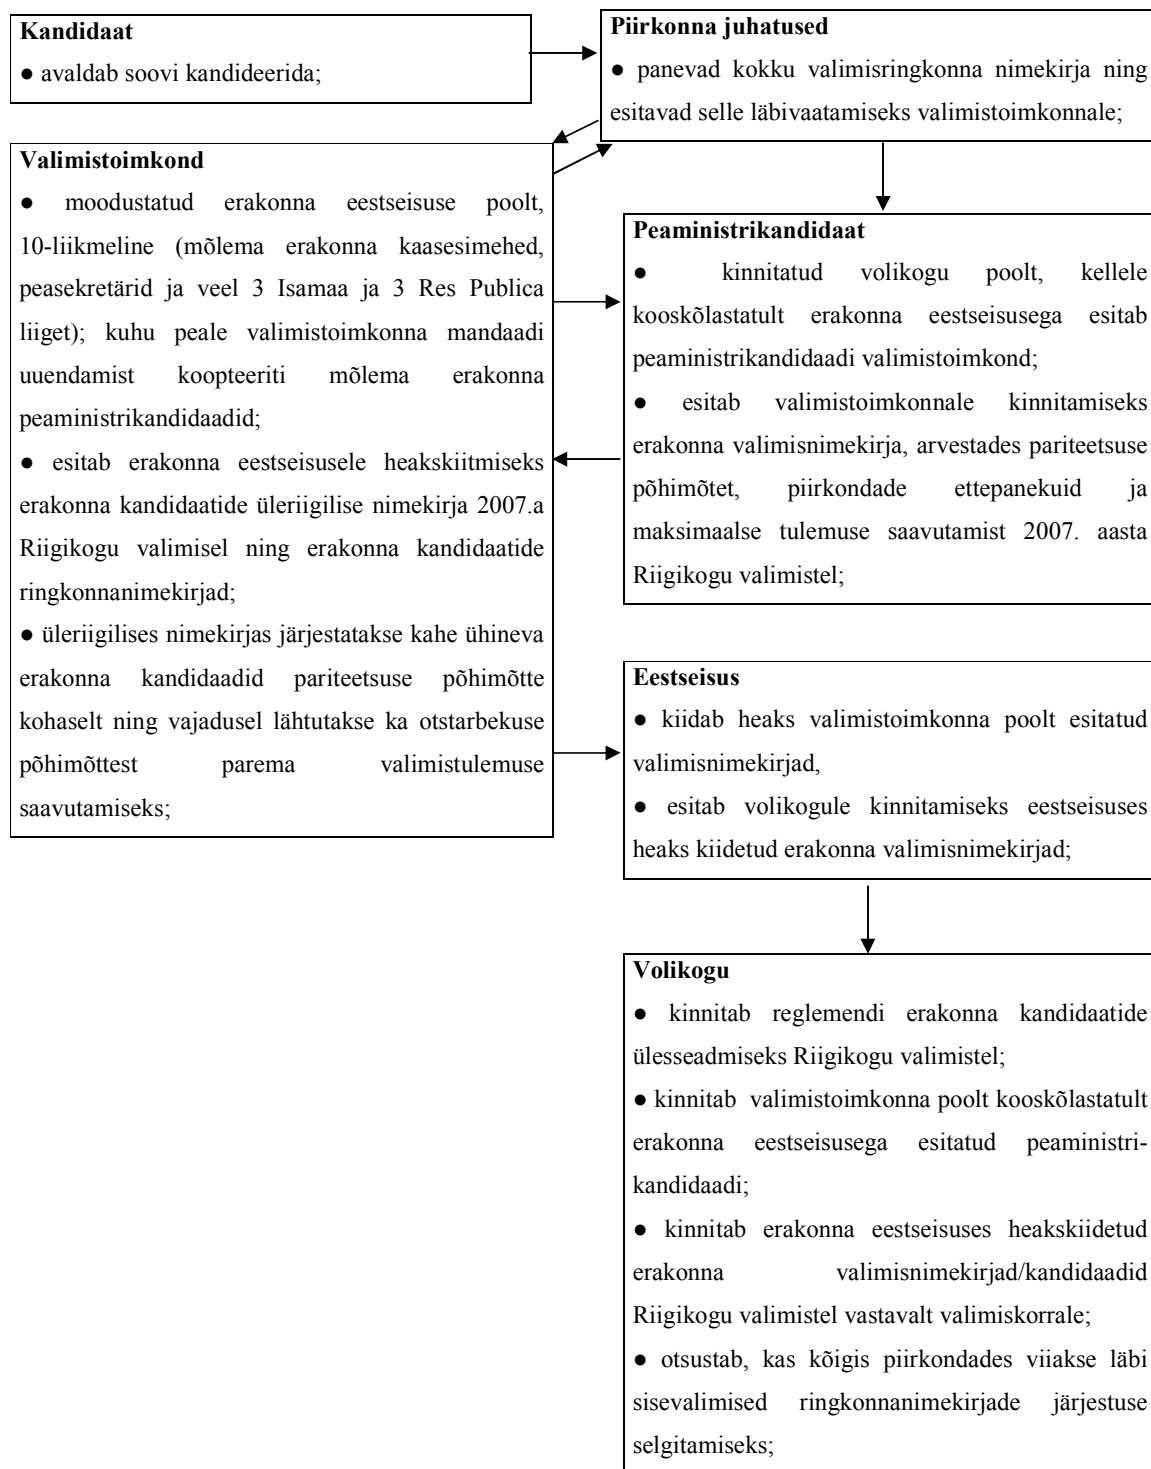 Kandidaat
● avaldab soovi kandideerida;
Piirkonna juhatused
● panevad kokku valimisringkonna nimekirja ning
esitavad selle läbivaatamiseks valimistoimkonnale;
Valimistoimkond
● moodustatud erakonna eestseisuse poolt,
10-liikmeline (mõlema erakonna kaasesimehed,
peasekretärid ja veel 3 Isamaa ja 3 Res Publica
liiget); kuhu peale valimistoimkonna mandaadi
uuendamist koopteeriti mõlema erakonna
peaministrikandidaadid;
● esitab erakonna eestseisusele heakskiitmiseks
erakonna kandidaatide üleriigilise nimekirja 2007.a
Riigikogu valimisel ning erakonna kandidaatide
ringkonnanimekirjad;
● üleriigilises nimekirjas järjestatakse kahe ühineva
erakonna kandidaadid pariteetsuse põhimõtte
kohaselt ning vajadusel lähtutakse ka otstarbekuse
põhimõttest parema valimistulemuse
saavutamiseks;
Peaministrikandidaat
● kinnitatud volikogu poolt, kellele
kooskõlastatult erakonna eestseisusega esitab
peaministrikandidaadi valimistoimkond;
● esitab valimistoimkonnale kinnitamiseks
erakonna valimisnimekirja, arvestades pariteetsuse
põhimõtet, piirkondade ettepanekuid ja
maksimaalse tulemuse saavutamist 2007. aasta
Riigikogu valimistel;
Eestseisus
● kiidab heaks valimistoimkonna poolt esitatud
valimisnimekirjad,
● esitab volikogule kinnitamiseks eestseisuses
heaks kiidetud erakonna valimisnimekirjad;
Volikogu
● kinnitab reglemendi erakonna kandidaatide
ülesseadmiseks Riigikogu valimistel;
● kinnitab valimistoimkonna poolt kooskõlastatult
erakonna eestseisusega esitatud peaministri-
kandidaadi;
● kinnitab erakonna eestseisuses heakskiidetud
erakonna valimisnimekirjad/kandidaadid
Riigikogu valimistel vastavalt valimiskorrale;
● otsustab, kas kõigis piirkondades viiakse läbi
sisevalimised ringkonnanimekirjade järjestuse
selgitamiseks;